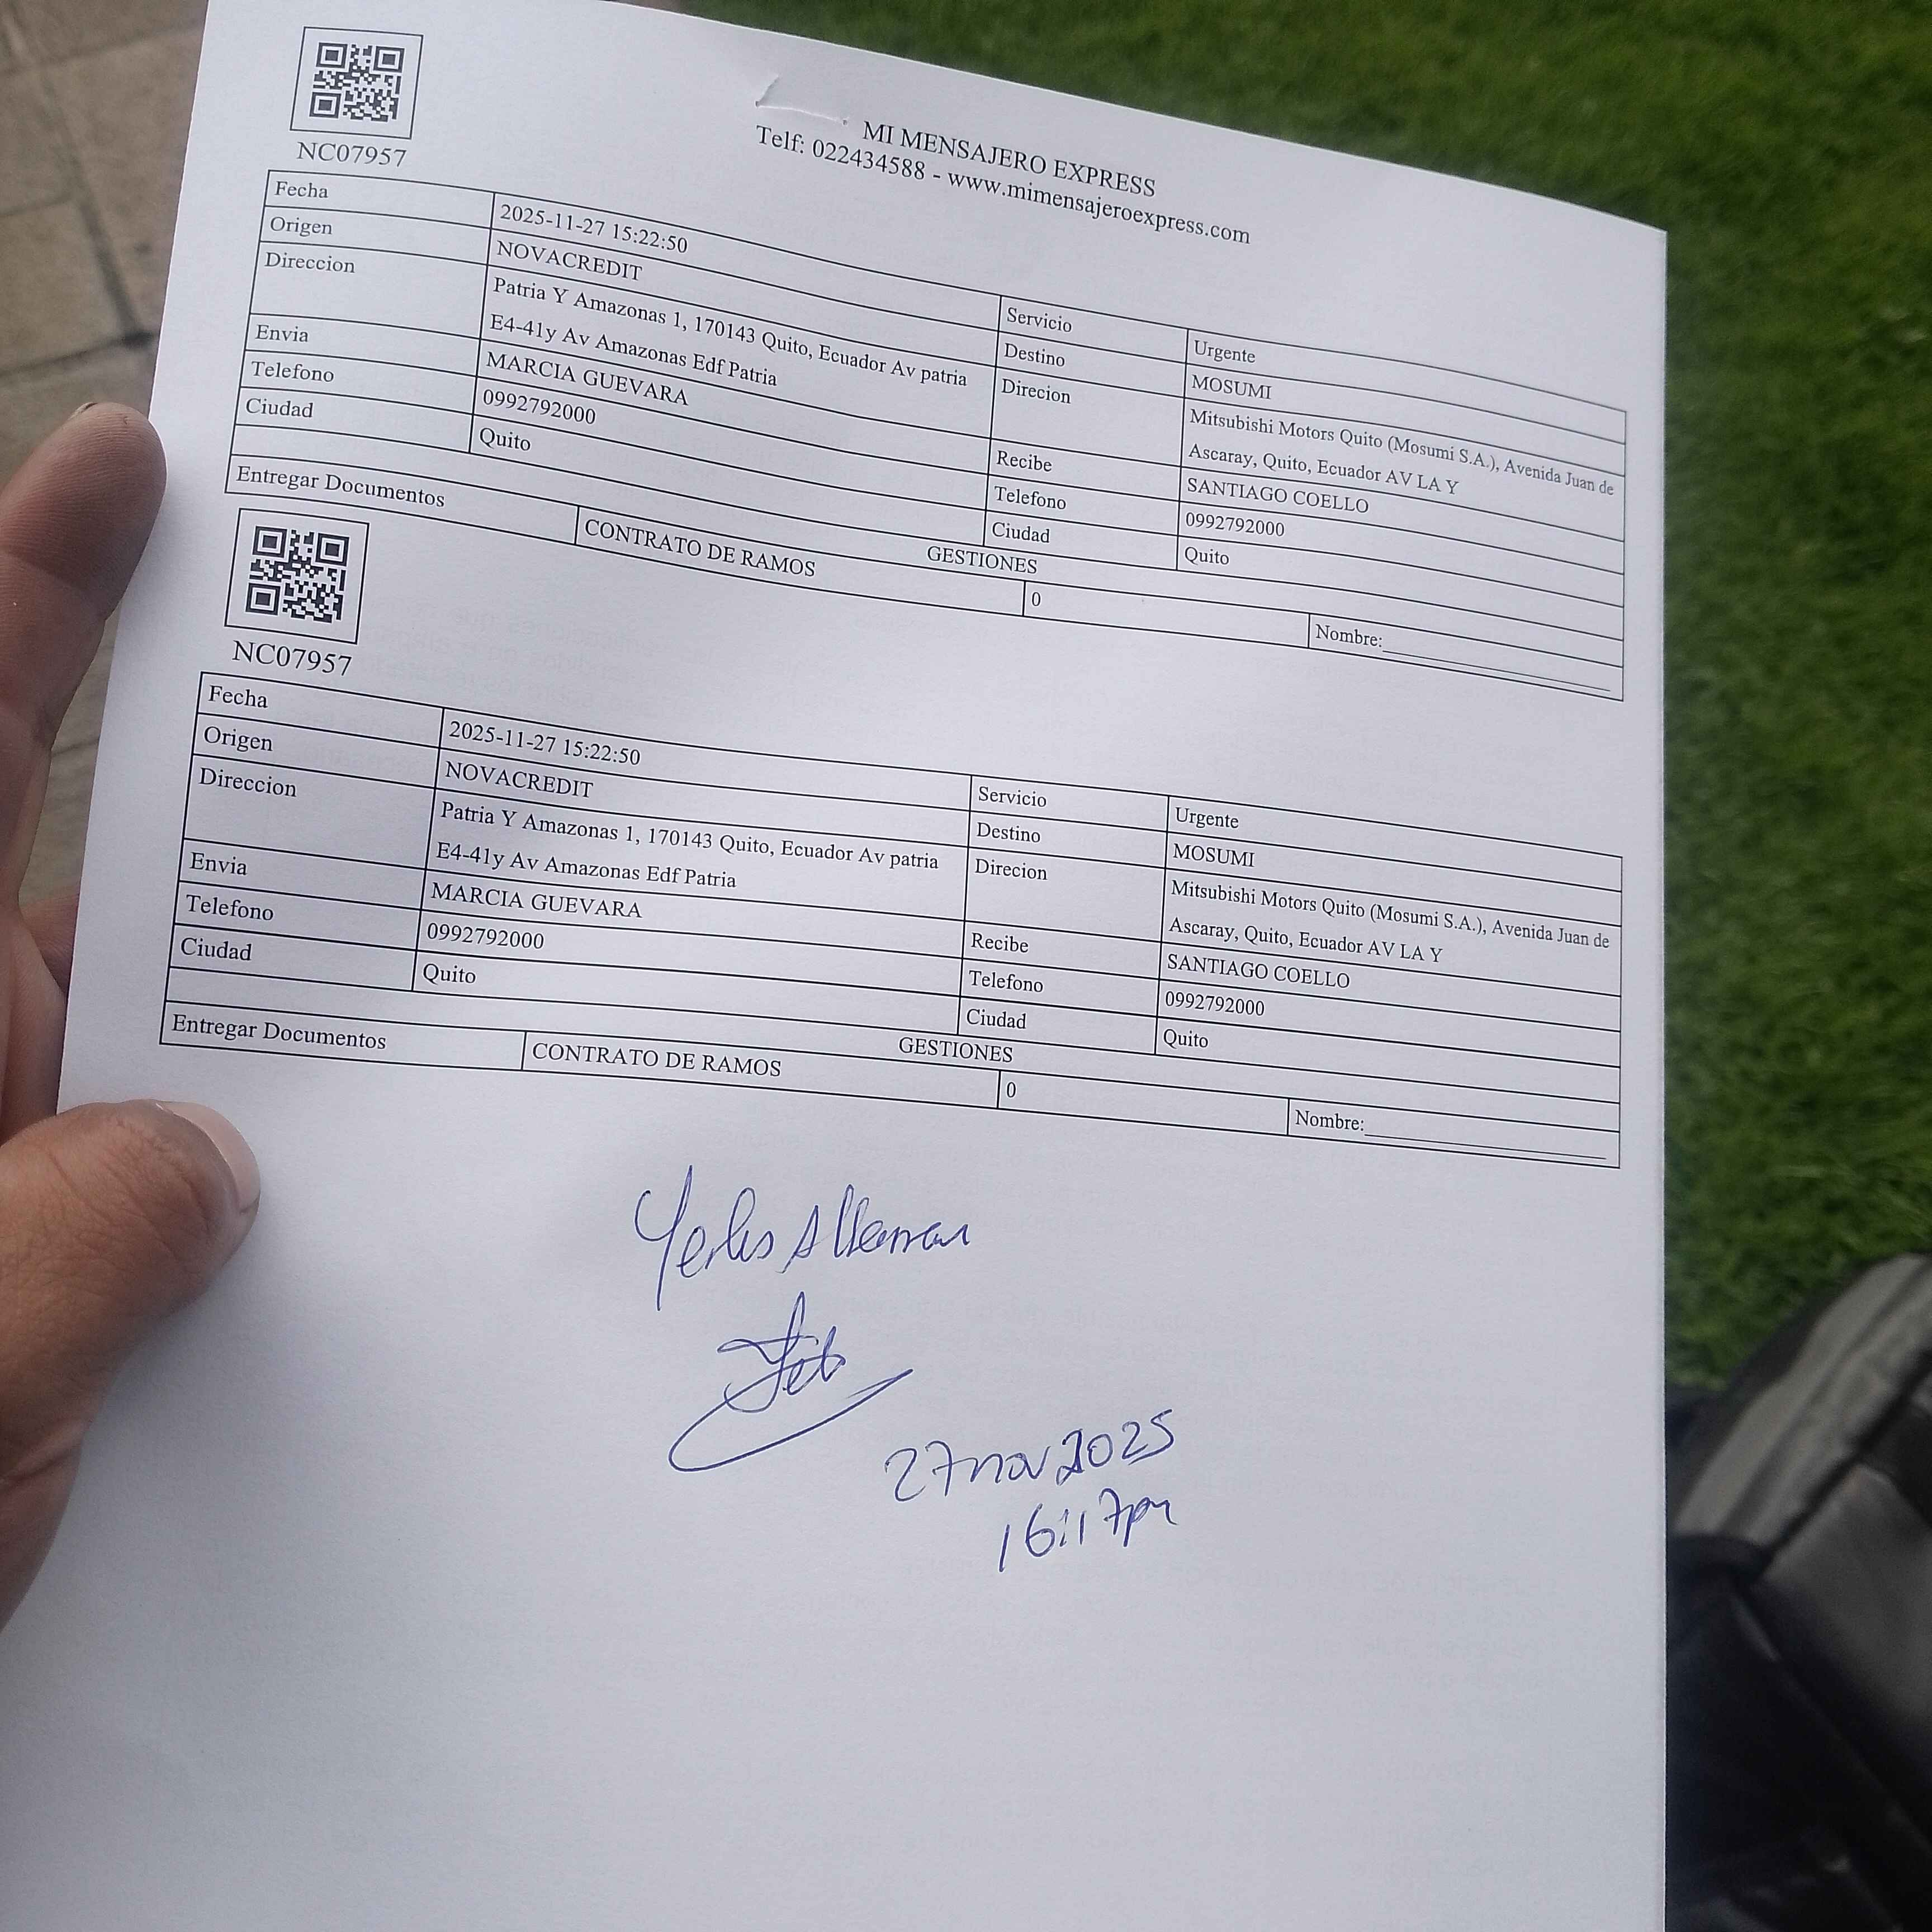 NC07957
MI MENSAJERO EXPRESS
Telf: 022434588 - www.mimensajeroexpress.com
Fecha 2025-11-27 15:22:50 Servicio Urgente
Origen NOVACREDIT Destino MOSUMI
Direccion Patria Y Amazonas 1, 170143 Quito, Ecuador Av patria Direcion Mitsubishi Motors Quito (Mosumi S.A.), Avenida Juan de
E4-41y Av Amazonas Edf Patria Ascaray, Quito, Ecuador AV LA Y
Envia MARCIA GUEVARA Recibe SANTIAGO COELLO
Telefono 0992792000 Telefono 0992792000
Ciudad Quito Ciudad Quito
GESTIONES
Entregar Documentos CONTRATO DE RAMOS 0 Nombre:
NC07957
Fecha 2025-11-27 15:22:50 Servicio Urgente
Origen NOVACREDIT Destino MOSUMI
Direccion Patria Y Amazonas 1, 170143 Quito, Ecuador Av patria Direcion Mitsubishi Motors Quito (Mosumi S.A.), Avenida Juan de
E4-41y Av Amazonas Edf Patria Ascaray, Quito, Ecuador AV LA Y
Envia MARCIA GUEVARA Recibe SANTIAGO COELLO
Telefono 0992792000 Telefono 0992792000
Ciudad Quito Ciudad Quito
GESTIONES
Entregar Documentos CONTRATO DE RAMOS 0 Nombre:
27 nov 2025
16:17pm